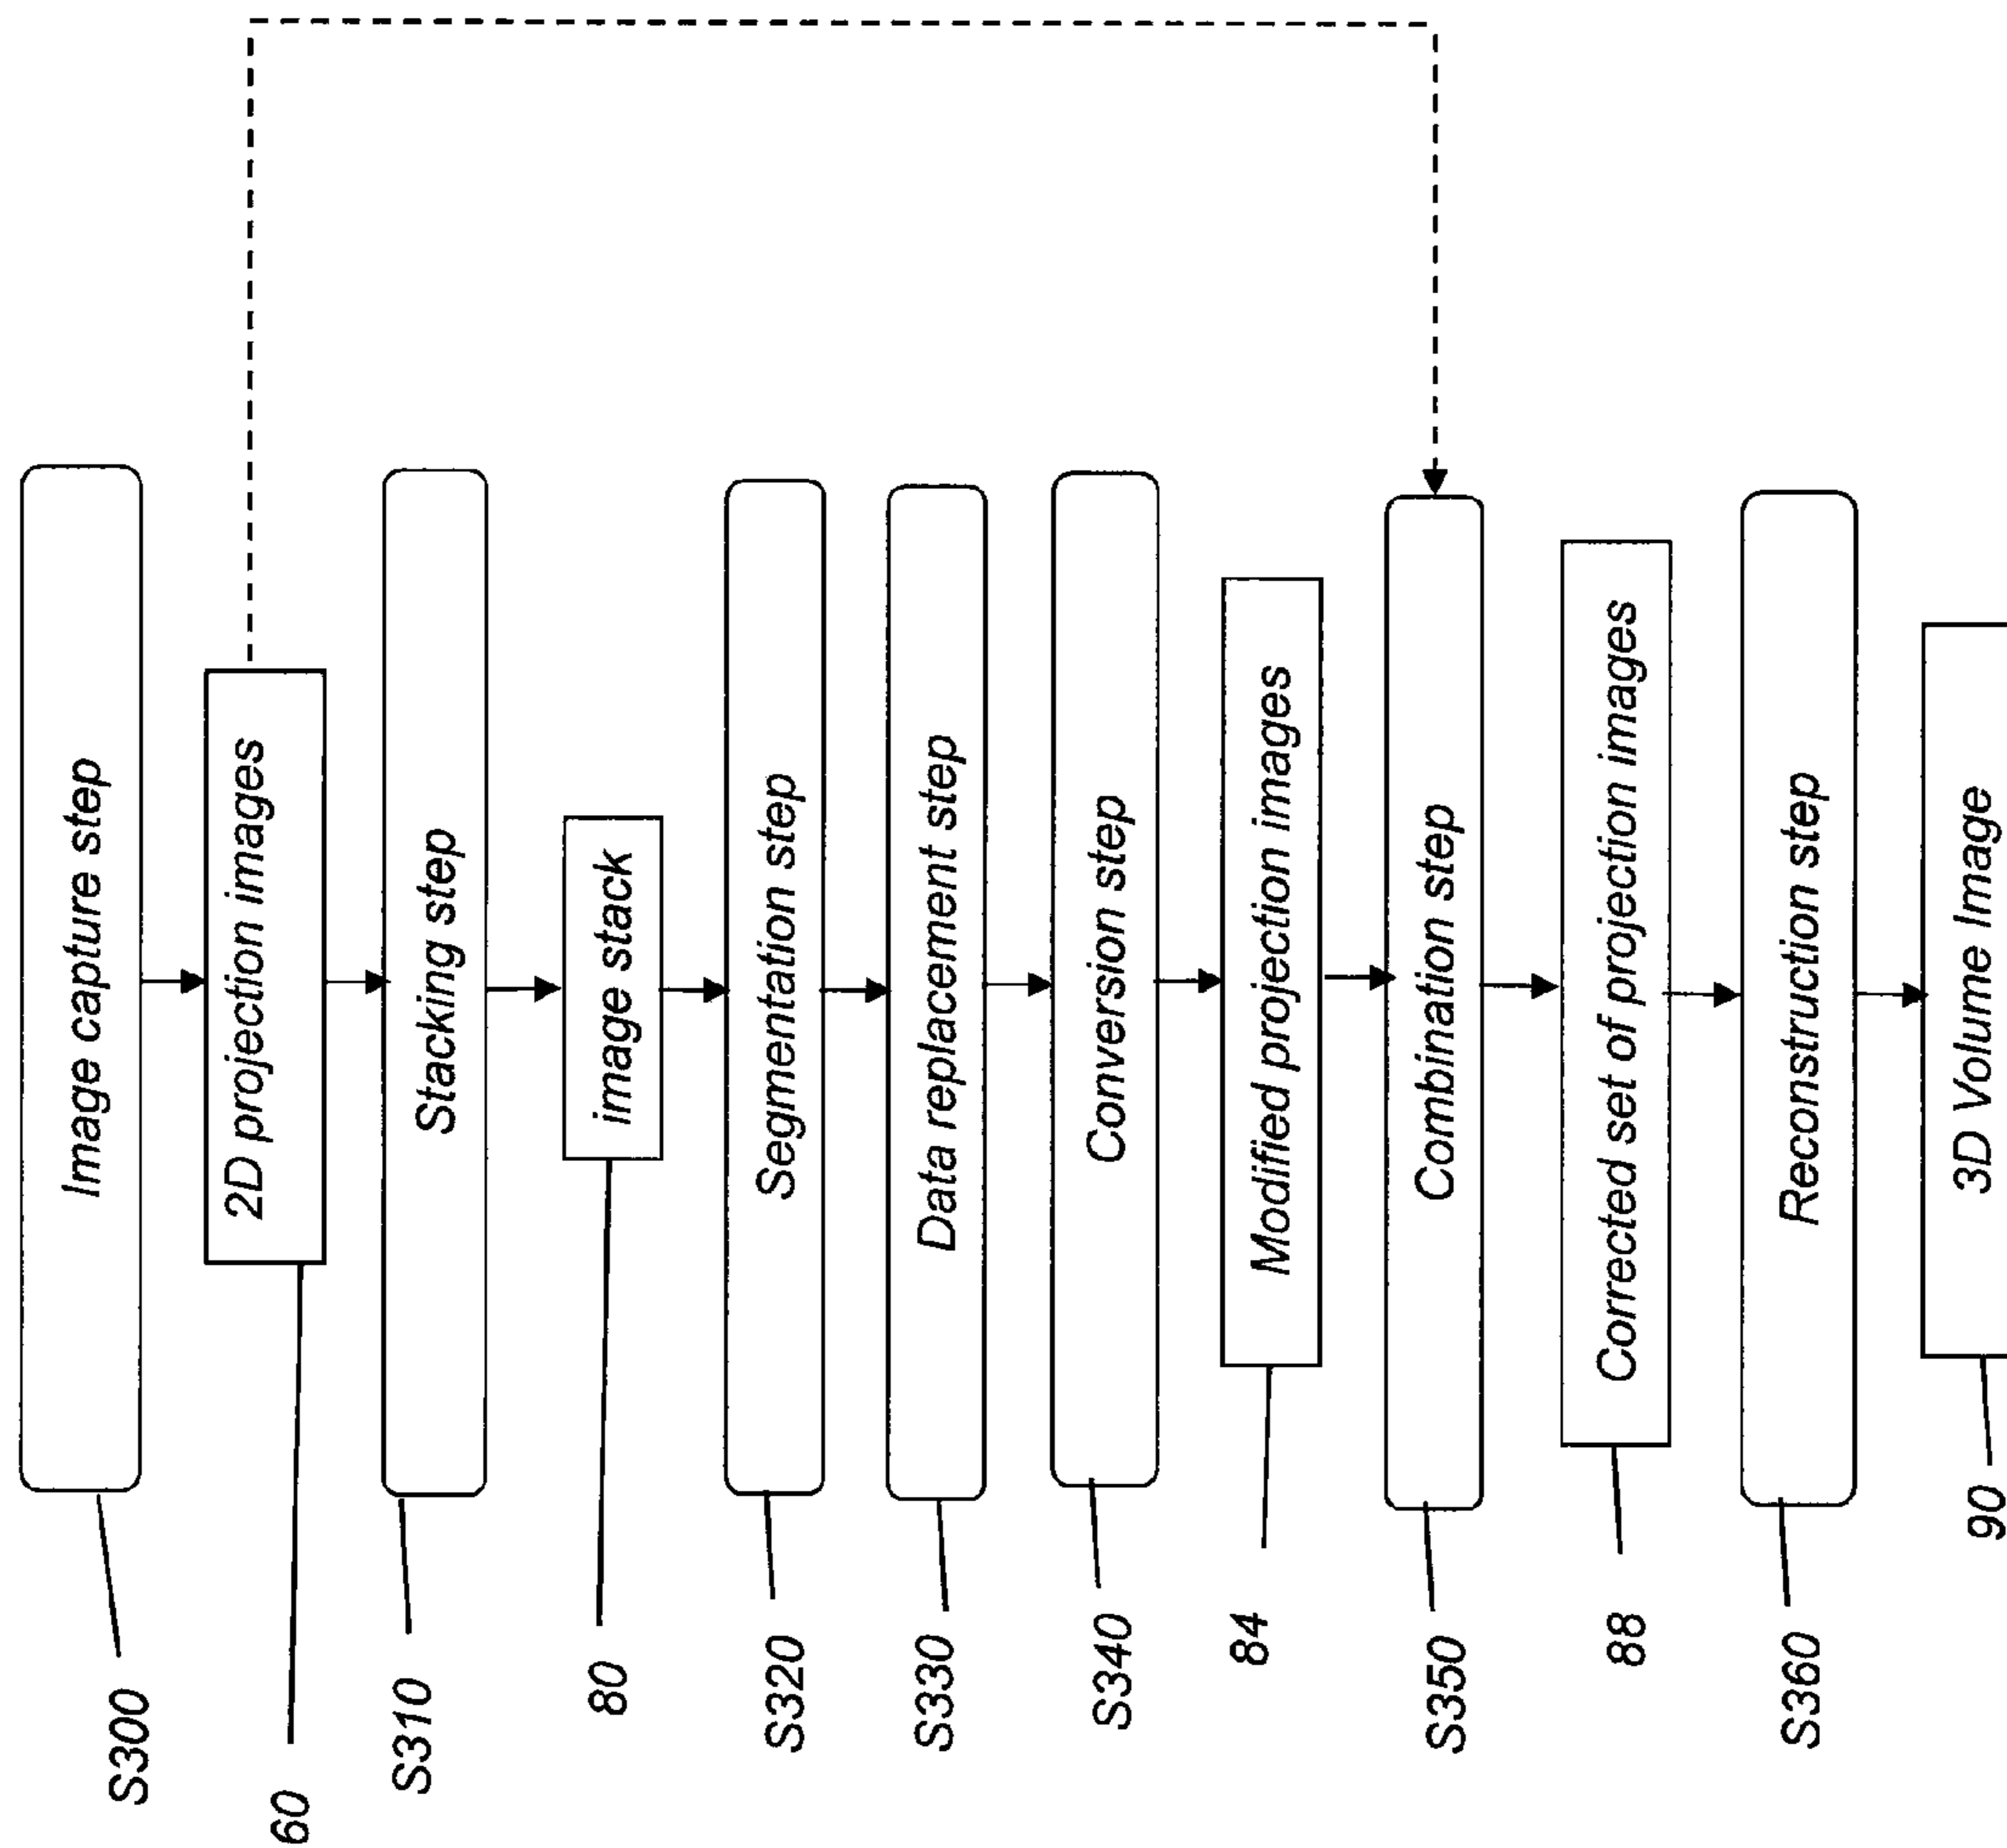 Image capture step
S300
2D projection images
60
Stacking step
S310
image stack
80
Segmentation step
S320
Data replacement step
S330
Conversion step
S340
Modified projection images
84
Combination step
S350
Corrected set of projection images
88
Reconstruction step
S360
3D Volume Image
90